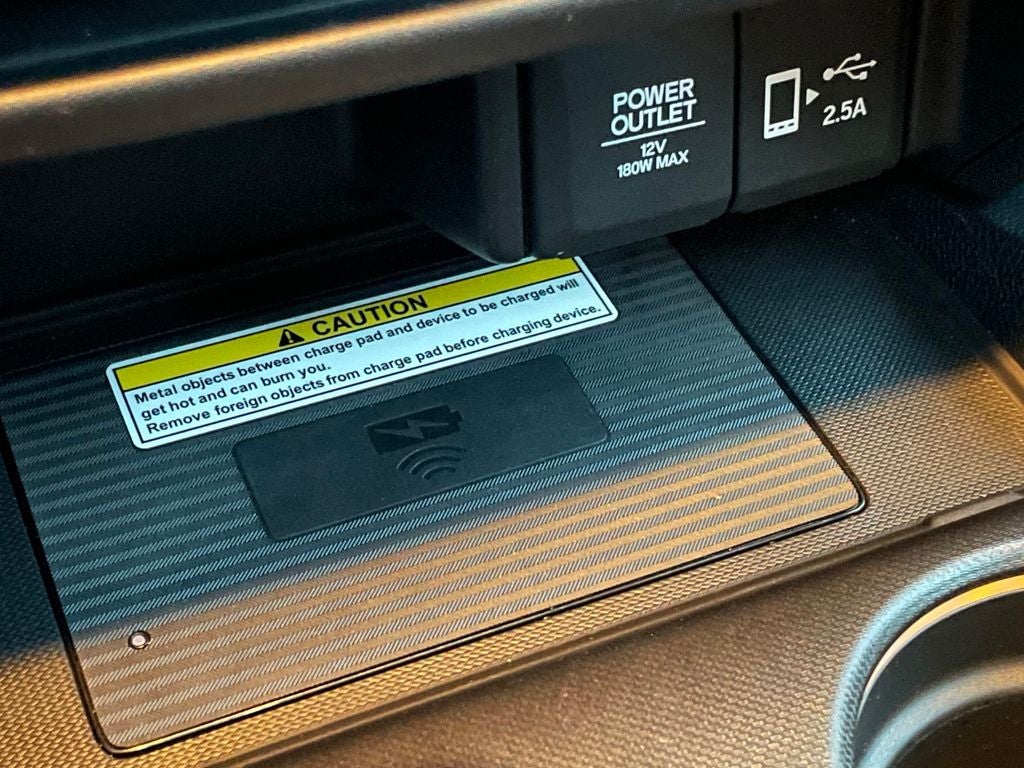 POWER
OUTLET
12V
180W MAX
2.5A
CAUTION
Metal objects between charge pad and device to be charged will
get hot and can burn you.
Remove foreign objects from charge pad before charging device.